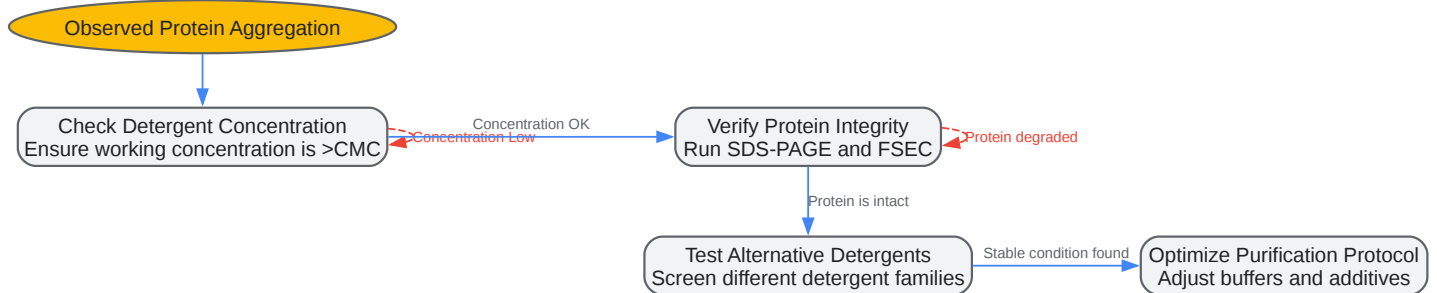 Observed Protein Aggregation
Check Detergent Concentration
Ensure working concentration is >CMC
Concentration Low
Concentration OK
Verify Protein Integrity
Run SDS-PAGE and FSEC
Protein degraded
Protein is intact
Test Alternative Detergents
Screen different detergent families
Stable condition found
Optimize Purification Protocol
Adjust buffers and additives